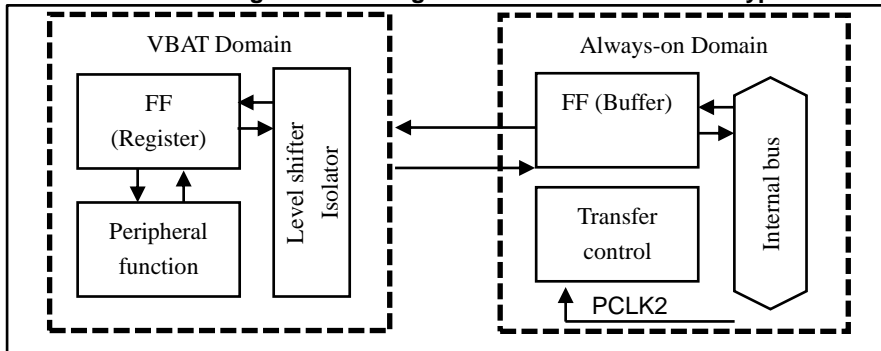 VBAT Domain
FF
(Register)
Level shifter
Isolator
Peripheral
function
Always-on Domain
FF (Buffer)
Internal bus
Transfer
control
PCLK2